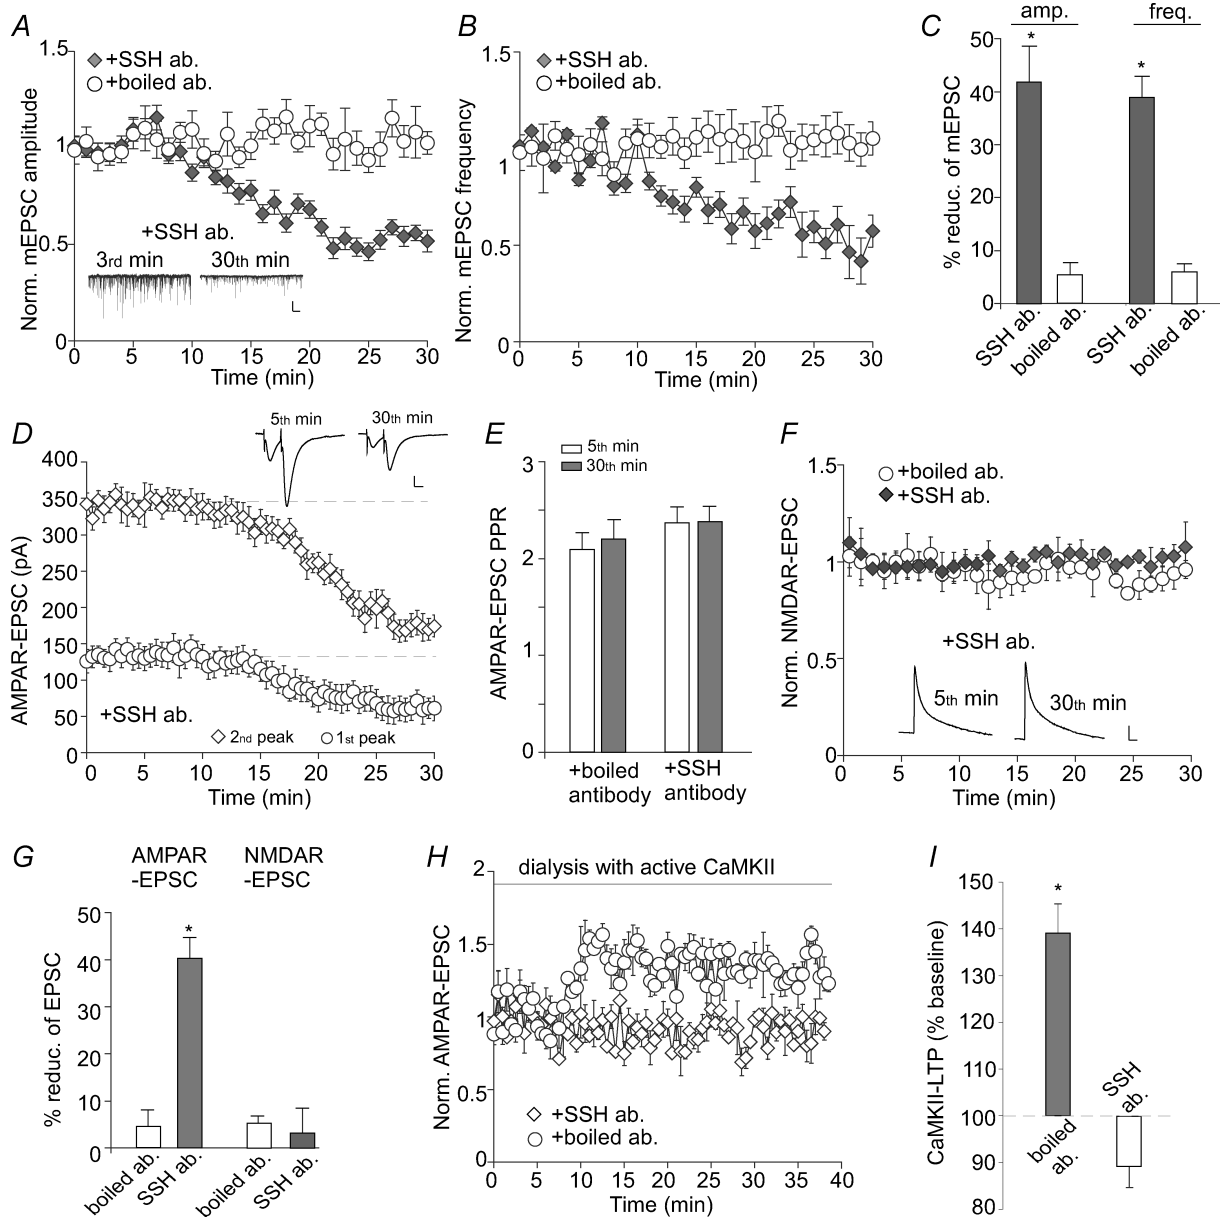 A
1.5
1
0.5
0
Norm. mEPSC amplitude
+SSH ab.
+boiled ab.
+SSH ab.
3rd min
30th min
0 5 10 15 20 25 30
Time (min)
B
1.5
1
0.5
0
Norm. mEPSC frequency
+SSH ab.
+boiled ab.
0 5 10 15 20 25 30
Time (min)
C
amp.
freq.
50
40
30
20
10
0
% reduc. of mEPSC
*
*
SSH ab.
boiled ab.
SSH ab.
boiled ab.
D
5th min
30th min
400
350
300
250
200
150
100
50
0
AMPAR-EPSC (pA)
+SSH ab.
2nd peak
1st peak
0 5 10 15 20 25 30
Time (min)
E
5th min
30th min
3
2
1
0
AMPAR-EPSC PPR
+boiled antibody
+SSH antibody
F
1.5
1
0.5
0
Norm. NMDAR-EPSC
+boiled ab.
+SSH ab.
+SSH ab.
5th min
30th min
0 5 10 15 20 25 30
Time (min)
G
AMPAR
-EPSC
NMDAR
-EPSC
50
40
30
20
10
0
% reduc. of EPSC
*
boiled ab.
SSH ab.
boiled ab.
SSH ab.
H
dialysis with active CaMKII
2
1.5
1
0.5
0
Norm. AMPAR-EPSC
+SSH ab.
+boiled ab.
0 5 10 15 20 25 30 35 40
Time (min)
I
150
140
130
120
110
100
90
80
CaMKII-LTP (% baseline)
*
boiled ab.
SSH ab.